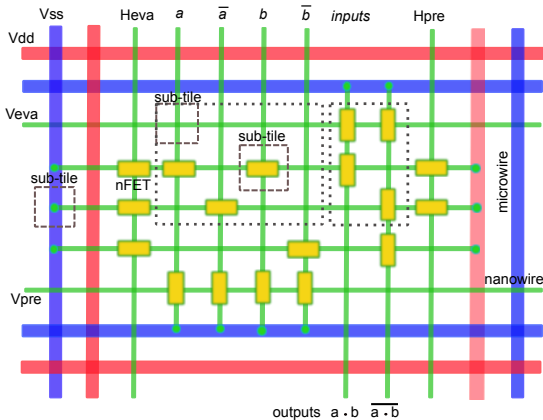 Vss Heva a a̅ b b̅ inputs Hpre
Vdd
sub-tile
Veva
sub-tile
sub-tile
nFET
microwire
nanowire
Vpre
outputs a · b a̅ ̅·̅ ̅b̅